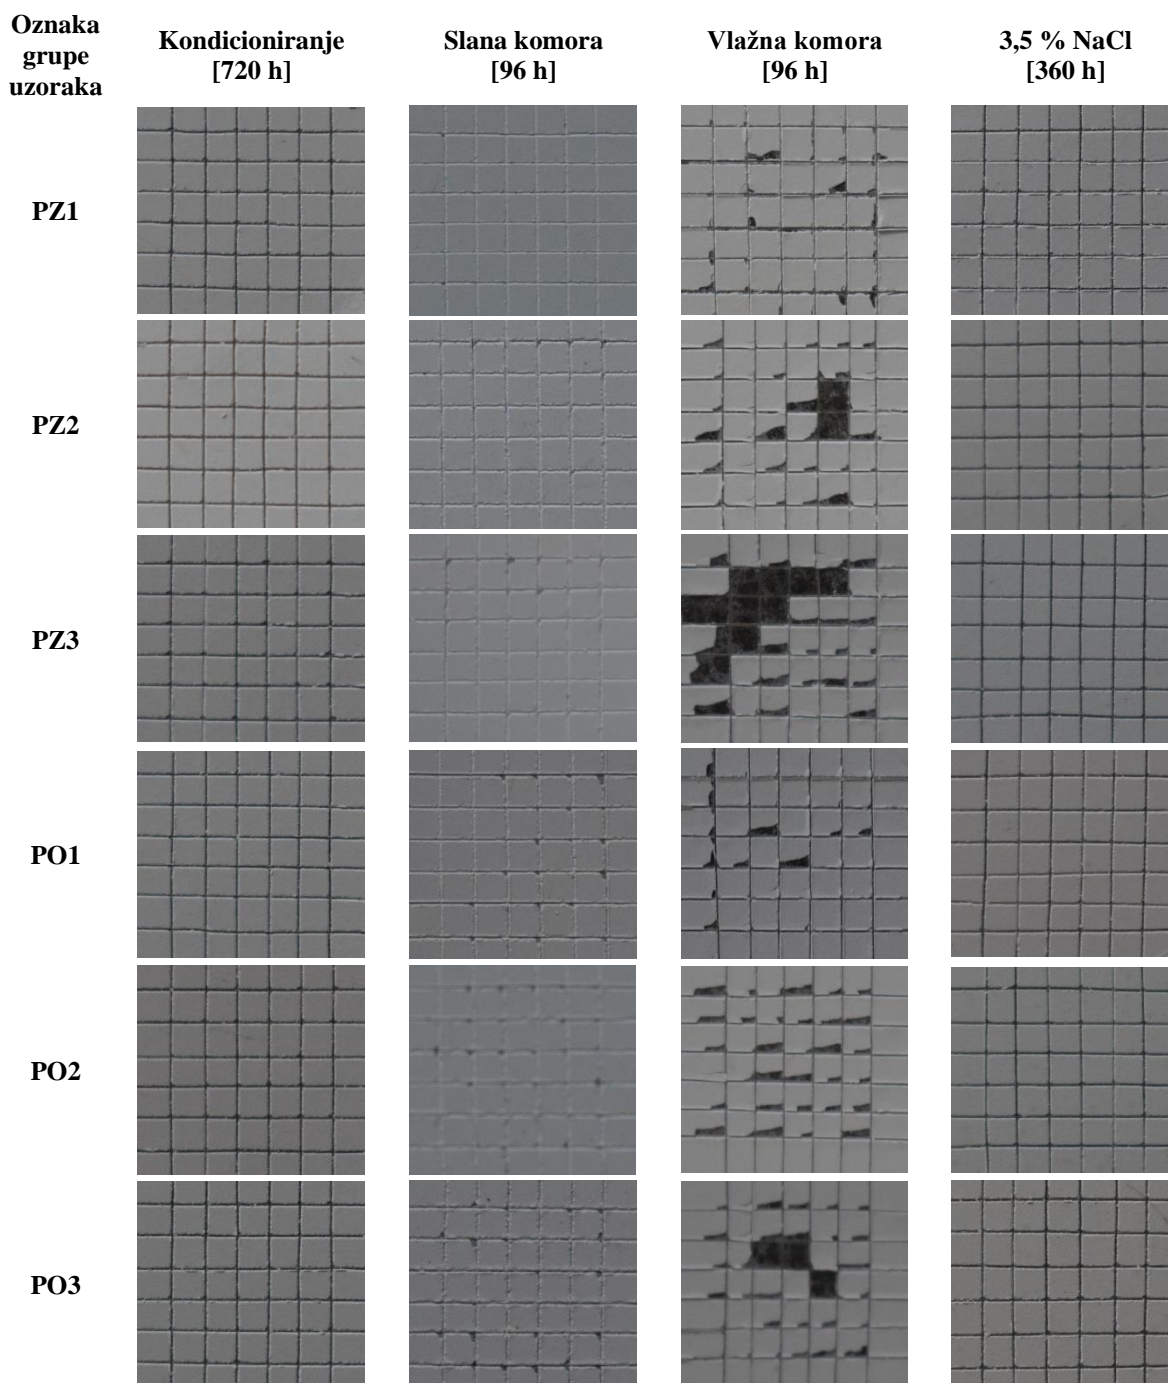 Oznaka
grupe
uzoraka
Kondicioniranje
[720 h]
Slana komora
[96 h]
Vlažna komora
[96 h]
3,5 % NaCl
[360 h]
PZ1
PZ2
PZ3
PO1
PO2
PO3